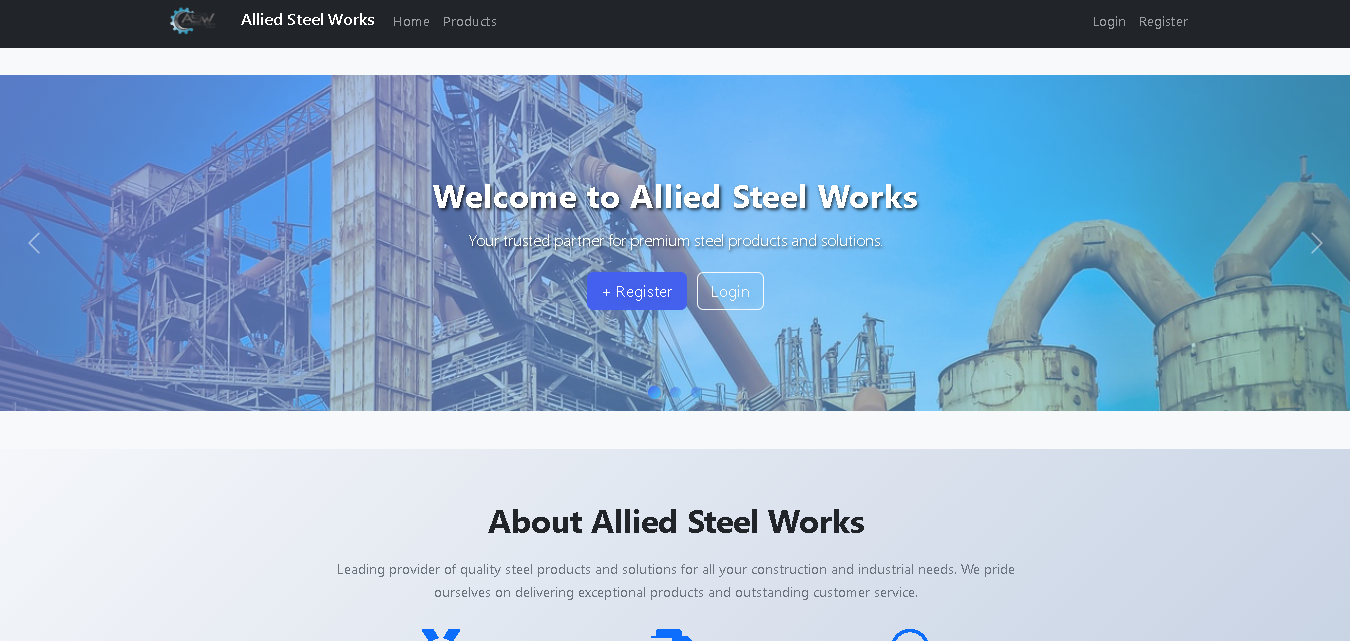 Allied Steel Works
Home
Products
Login
Register
Welcome to Allied Steel Works
Your trusted partner for premium steel products and solutions.
+ Register
Login
About Allied Steel Works
Leading provider of quality steel products and solutions for all your construction and industrial needs. We pride
ourselves on delivering exceptional products and outstanding customer service.